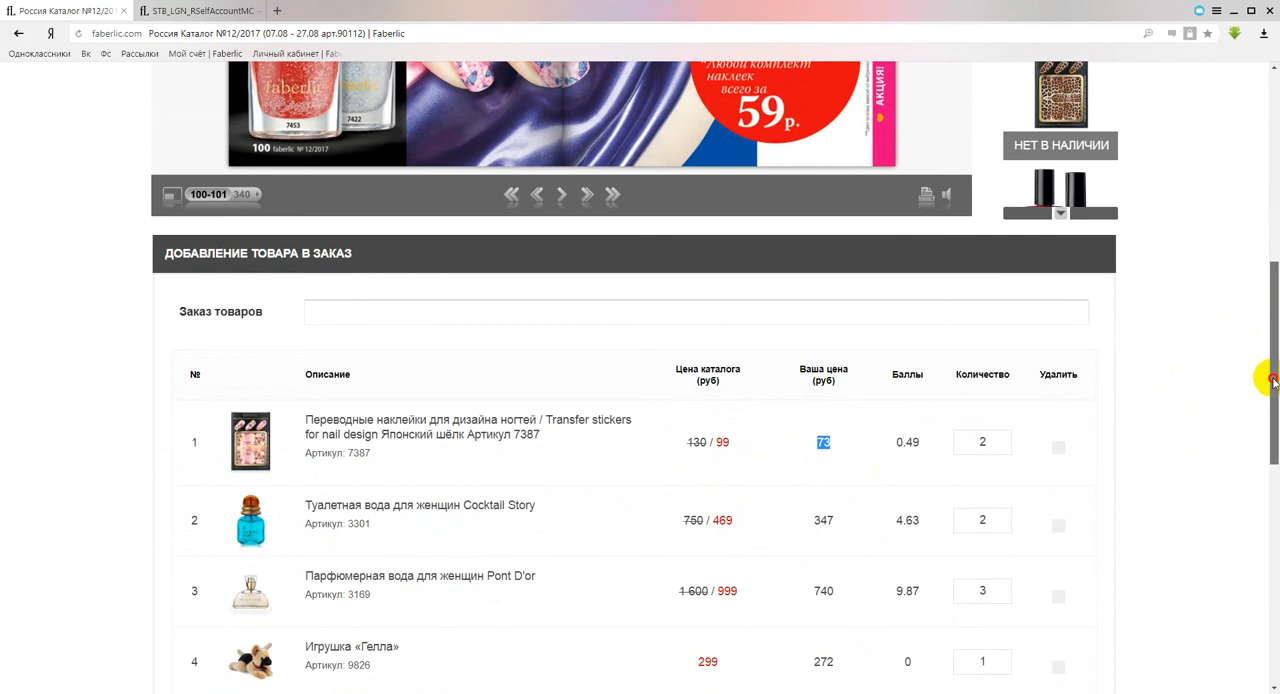 Россия Каталог №12/201
STB_LGN_RSelfAccountMC
faberlic.com Россия Каталог №12/2017 (07.08 - 27.08 арт.90112) | Faberlic
Одноклассники Вк Фс Рассылки Мой счёт | Faberlic Личный кабинет | Fab
*Любой комплект
наклеек
всего за
59р.
АКЦИЯ!
faberlic
7453
7422
100 faberlic № 12/2017
НЕТ В НАЛИЧИИ
100-101 340
ДОБАВЛЕНИЕ ТОВАРА В ЗАКАЗ
Заказ товаров
№ Описание Цена каталога (руб) Ваша цена (руб) Баллы Количество Удалить
1 Переводные наклейки для дизайна ногтей / Transfer stickers
for nail design Японский шёлк Артикул 7387
Артикул: 7387
130 / 99 73 0.49 2
2 Туалетная вода для женщин Cocktail Story
Артикул: 3301
750 / 469 347 4.63 2
3 Парфюмерная вода для женщин Pont D'or
Артикул: 3169
1 600 / 999 740 9.87 3
4 Игрушка «Гелла»
Артикул: 9826
299 272 0 1